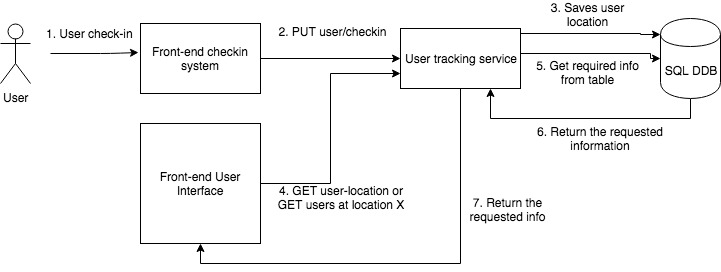 3. Saves user
location
1. User check-in
2. PUT user/checkin
Front-end checkin
system
User tracking service
5. Get required info
from table
SQL DDB
User
6. Return the requested
information
Front-end User
Interface
4. GET user-location or
GET users at location X
7. Return the
requested info